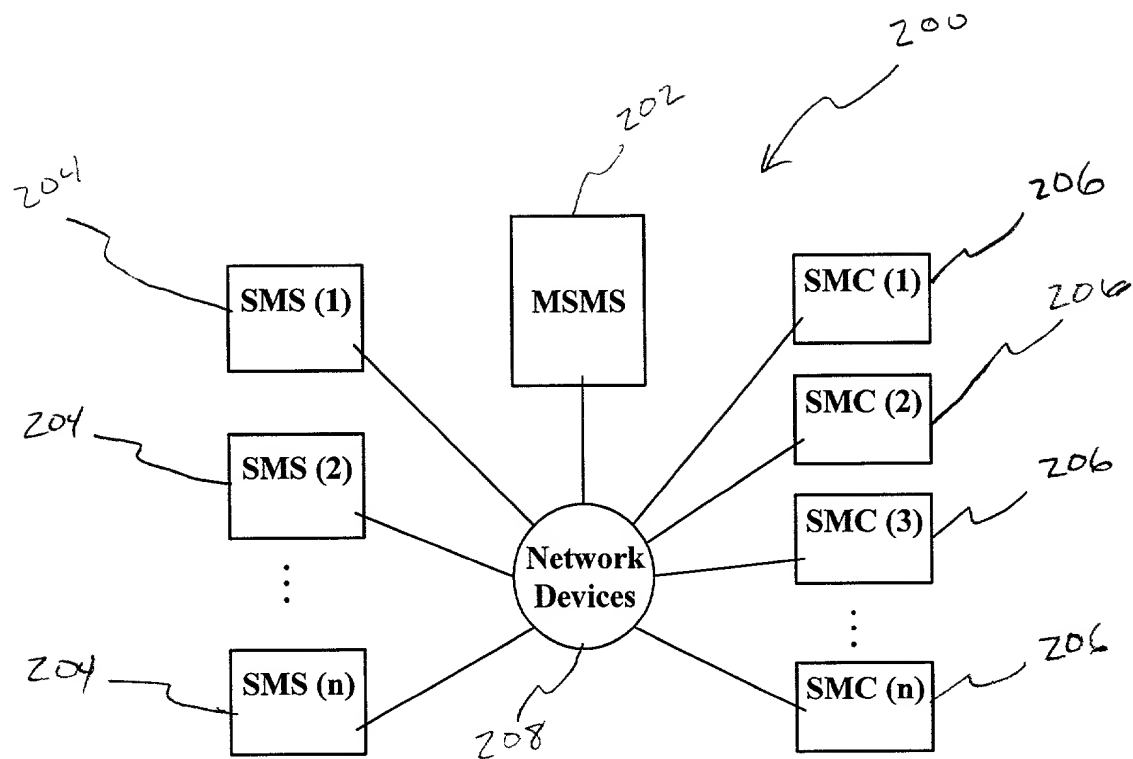 200
202
204
206
SMS (1)
MSMS
SMC (1)
206
SMC (2)
204
SMS (2)
206
SMC (3)
Network
Devices
204
SMS (n)
206
SMC (n)
208